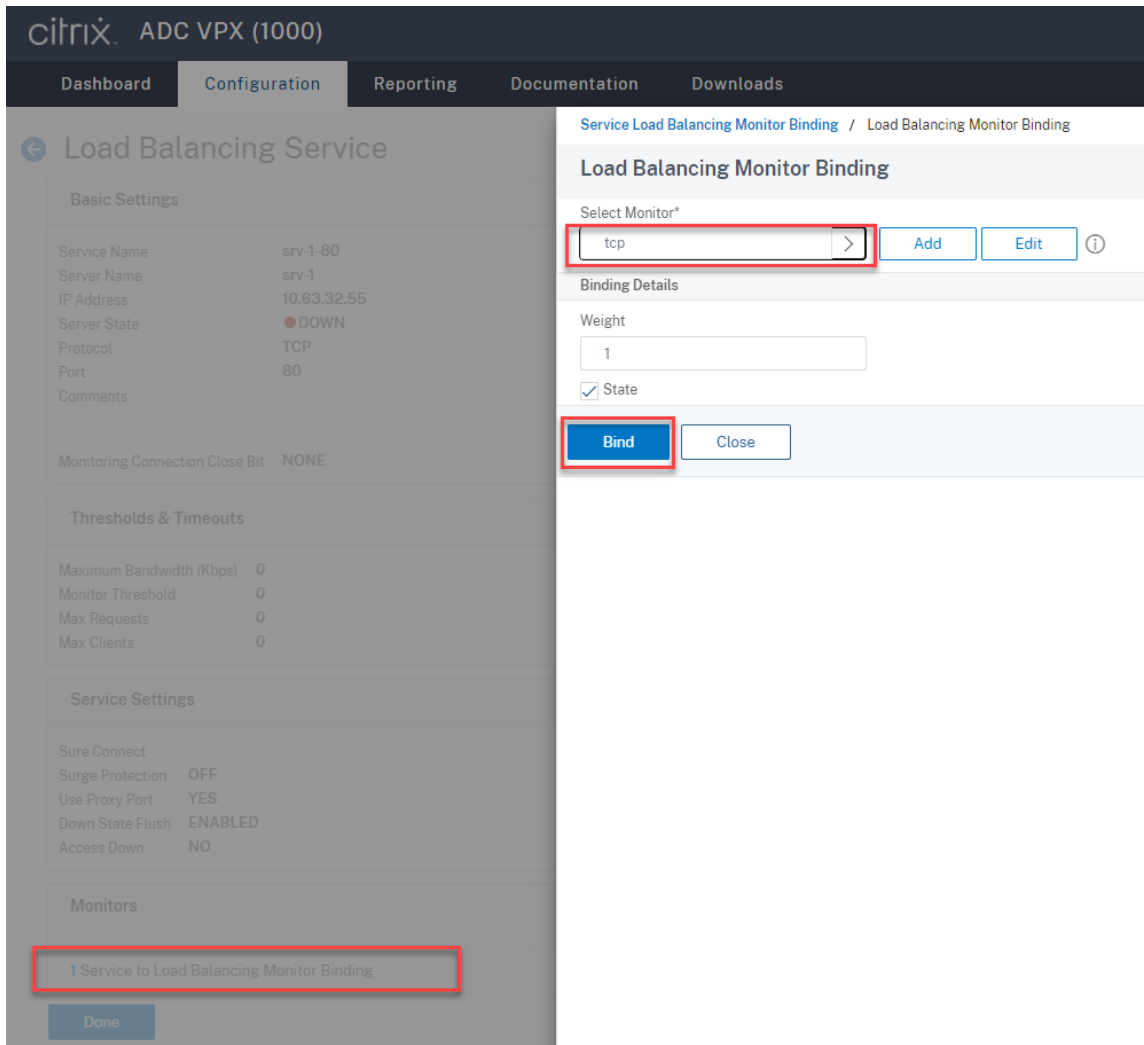 citrix. ADC VPX (1000)
Dashboard Configuration Reporting Documentation Downloads
Load Balancing Service
Basic Settings
Service Name srv-1-80
Server Name srv-1
IP Address 10.63.32.55
Server State DOWN
Protocol TCP
Port 80
Comments
Monitoring Connection Close Bit NONE
Thresholds & Timeouts
Maximum Bandwidth (Kbps) 0
Monitor Threshold 0
Max Requests 0
Max Clients 0
Service Settings
Sure Connect
Surge Protection OFF
Use Proxy Port YES
Down State Flush ENABLED
Access Down NO
Monitors
1 Service to Load Balancing Monitor Binding
Done
Service Load Balancing Monitor Binding / Load Balancing Monitor Binding
Load Balancing Monitor Binding
Select Monitor*
tcp Add Edit
Binding Details
Weight
1
State
Bind Close